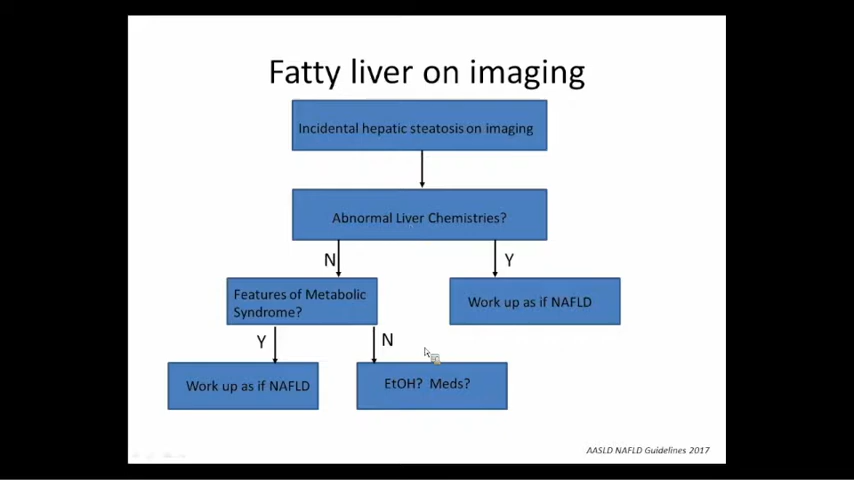 Fatty liver on imaging
Incidental hepatic steatosis on imaging
Abnormal Liver Chemistries?
N
Y
Features of Metabolic
Syndrome?
Work up as if NAFLD
Y
N
Work up as if NAFLD
EtOH? Meds?
AASLD NAFLD Guidelines 2017